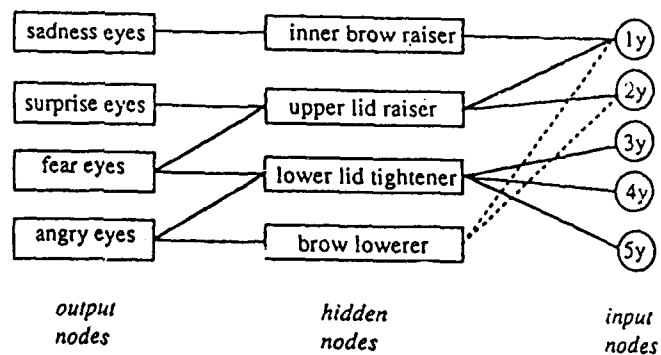 sadness eyes inner brow raiser 1y
surprise eyes upper lid raiser 2y
fear eyes lower lid tightener 3y
4y
angry eyes brow lowerer 5y
output hidden input
nodes nodes nodes